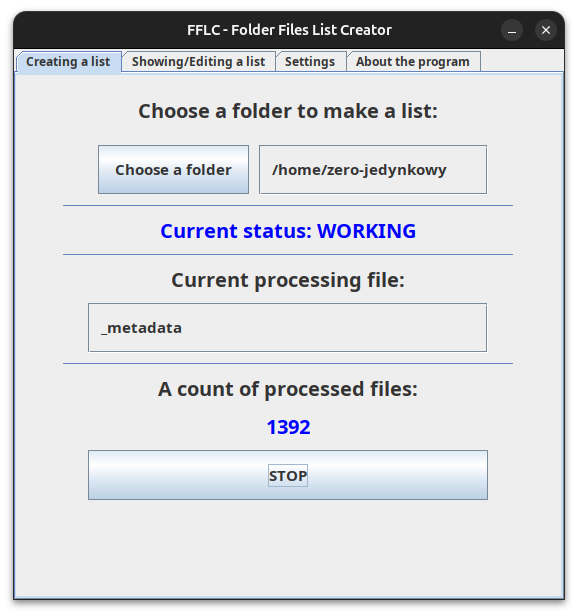 FFLC - Folder Files List Creator
Creating a list Showing/Editing a list Settings About the program
Choose a folder to make a list:
Choose a folder /home/zero-jedynkowy
Current status: WORKING
Current processing file:
_metadata
A count of processed files:
1392
STOP